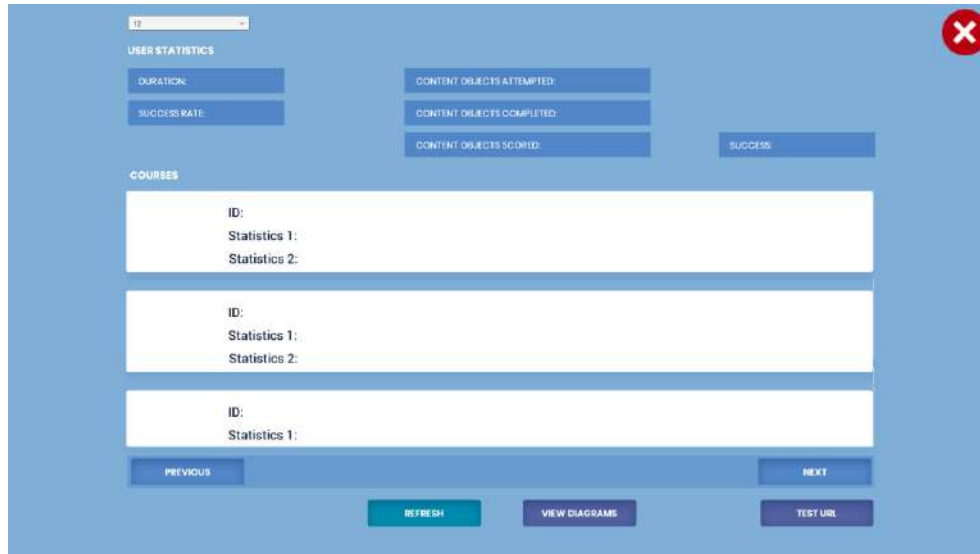 12
USER STATISTICS
DURATION: CONTENT OBJECTS ATTEMPTED:
SUCCESS RATE: CONTENT OBJECTS COMPLETED:
CONTENT OBJECTS SCORED: SUCCESS:
COURSES
ID:
Statistics 1:
Statistics 2:
ID:
Statistics 1:
Statistics 2:
ID:
Statistics 1:
PREVIOUS NEXT
REFRESH VIEW DIAGRAMS TEST URL